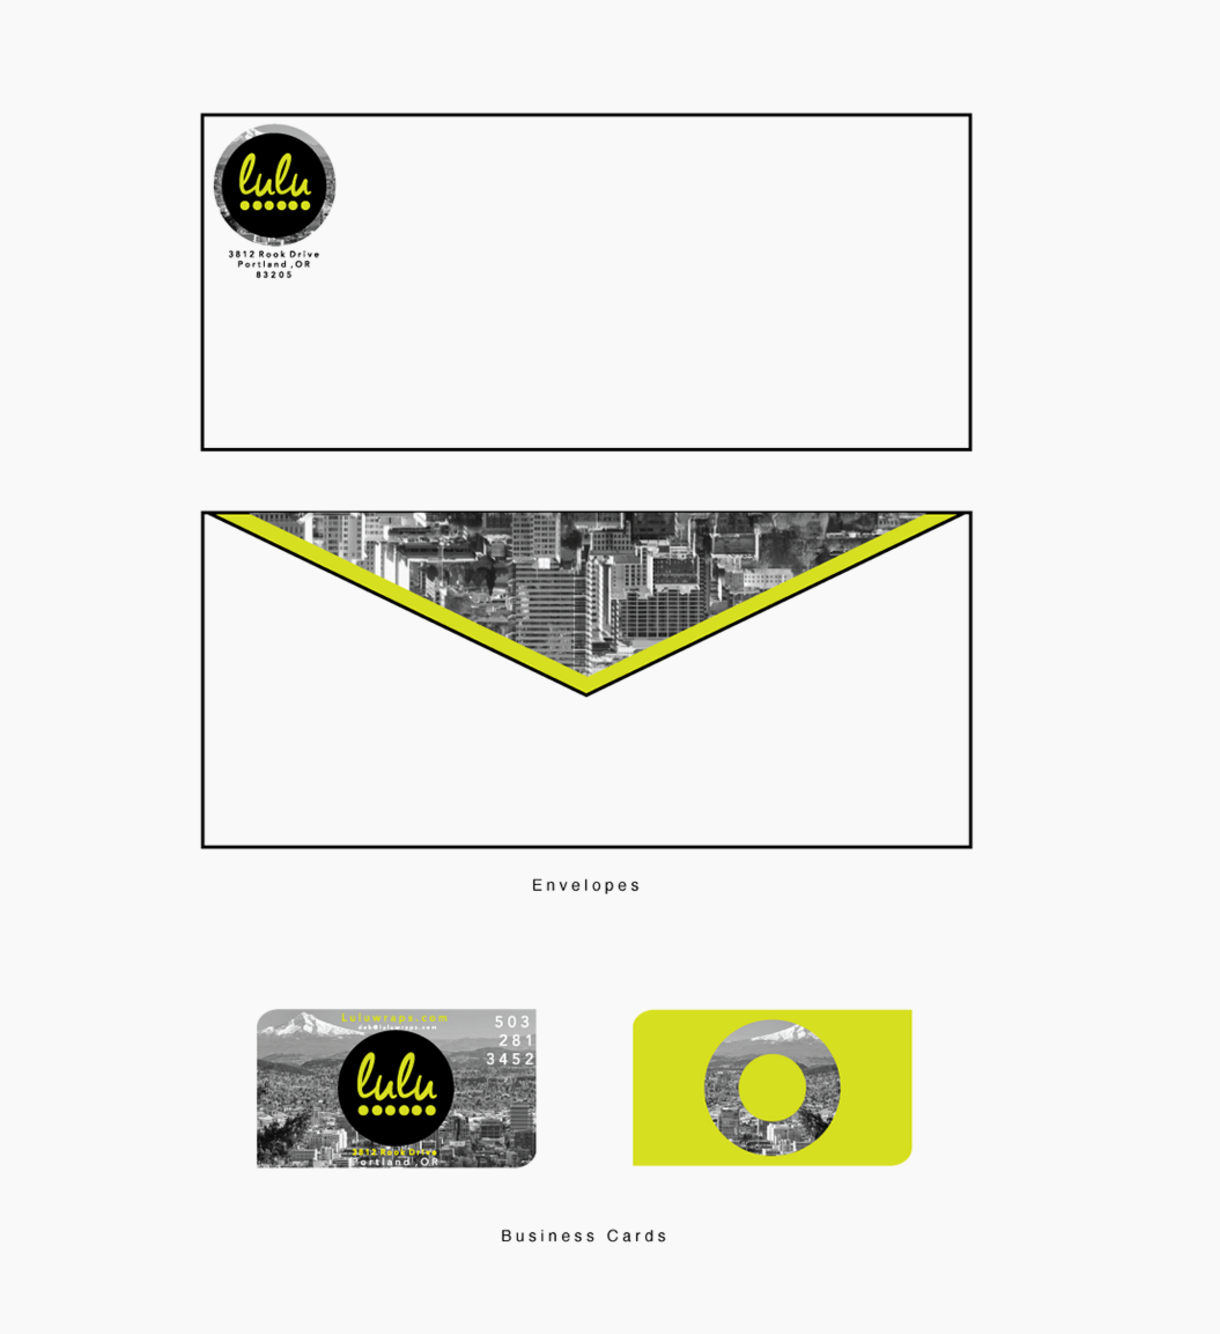 lulu
3812 Rook Drive
Portland ,OR
83205
Envelopes
Luluwraps.com
deb@luluwraps.com
503
281
3452
lulu
3812 Rook Drive
Portland ,OR
Business Cards